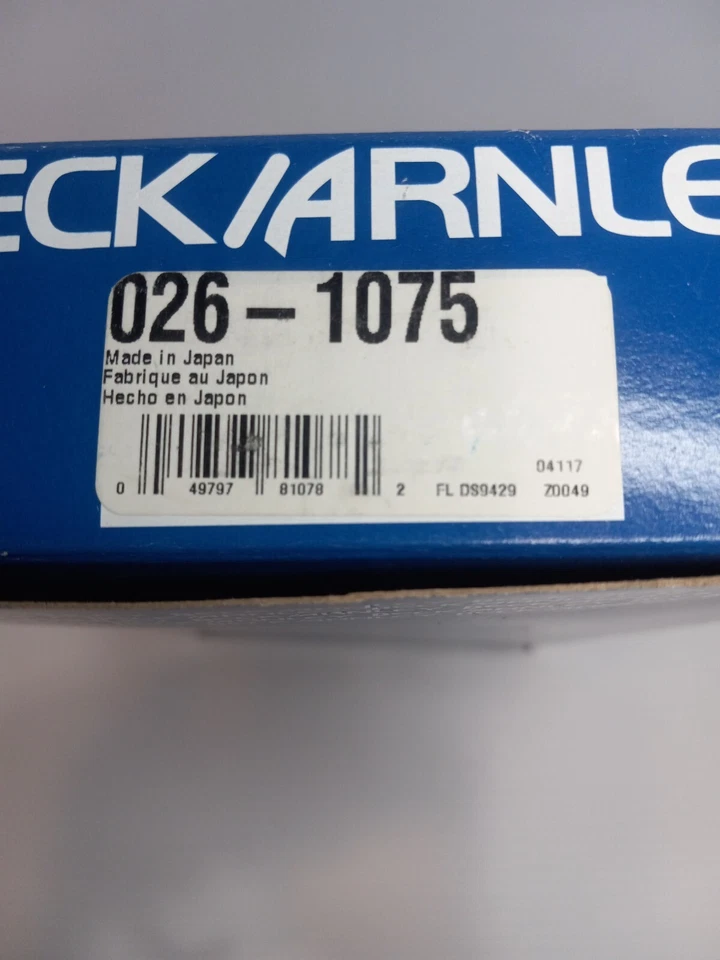 ECK/ARNLE
026-1075
Made in Japan
Fabrique au Japon
Hecho en Japon
04117
0 49797 81078 2 FL DS9429 Z0049